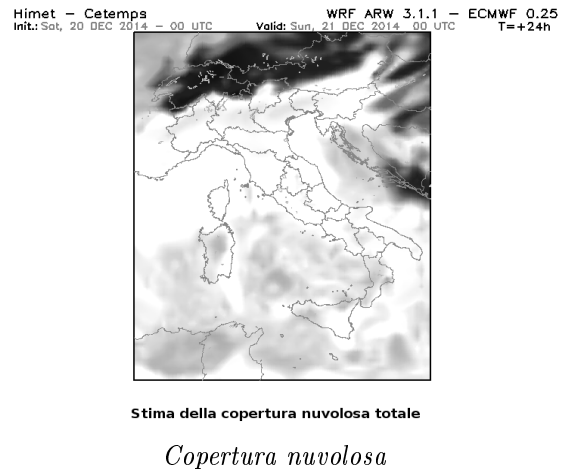 Himet – Cetemps WRF ARW 3.1.1 – ECMWF 0.25
Init.: Sat, 20 DEC 2014 – 00 UTC Valid: Sun, 21 DEC 2014 00 UTC T=+24h
Stima della copertura nuvolosa totale
Copertura nuvolosa